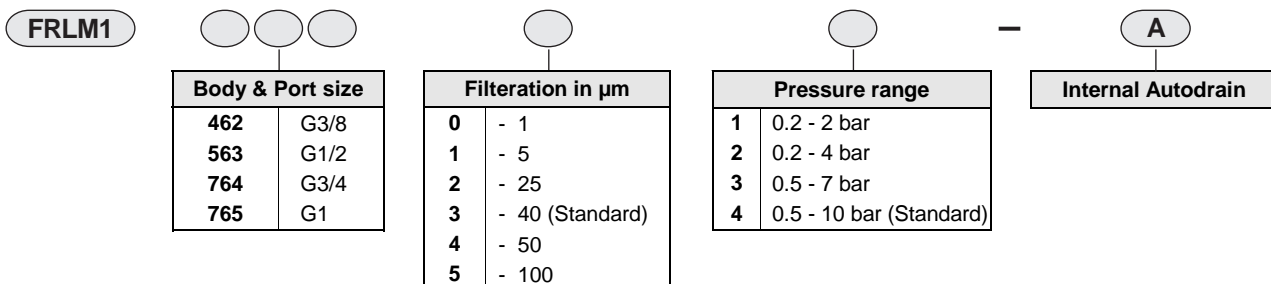 FRLM1 – A
Body & Port size
462 G3/8
563 G1/2
764 G3/4
765 G1
Filteration in µm
0 - 1
1 - 5
2 - 25
3 - 40 (Standard)
4 - 50
5 - 100
Pressure range
1 0.2 - 2 bar
2 0.2 - 4 bar
3 0.5 - 7 bar
4 0.5 - 10 bar (Standard)
Internal Autodrain